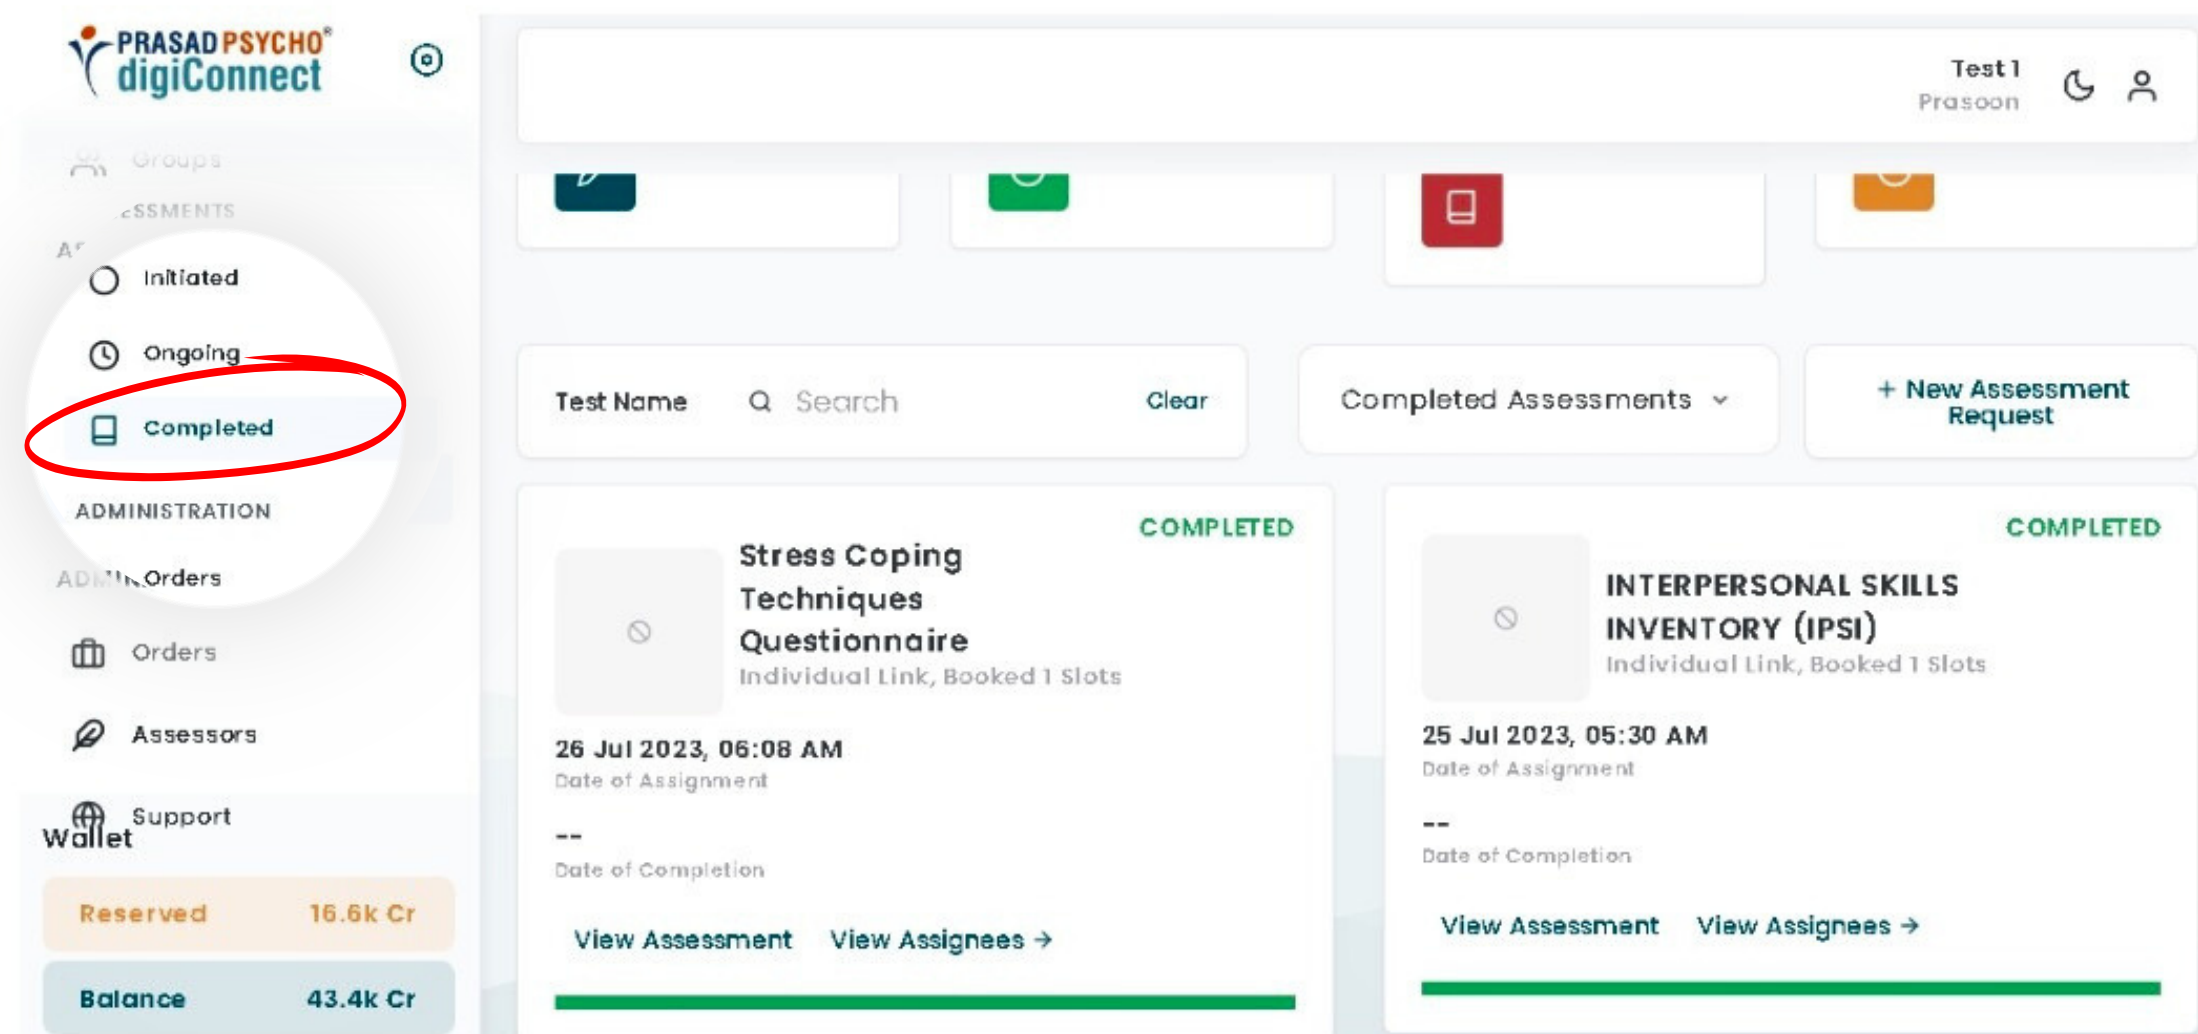 PRASAD PSYCHO®
digiConnect
Groups
ASSESSMENTS
Initiated
Ongoing
Completed
ADMINISTRATION
Orders
Orders
Assessors
Support
Wallet
Reserved 16.6k Cr
Balance 43.4k Cr
Test 1
Prasoon
Test Name Search Clear
Completed Assessments
+ New Assessment
Request
COMPLETED
Stress Coping
Techniques
Questionnaire
Individual Link, Booked 1 Slots
26 Jul 2023, 06:08 AM
Date of Assignment
--
Date of Completion
View Assessment View Assignees →
COMPLETED
INTERPERSONAL SKILLS
INVENTORY (IPSI)
Individual Link, Booked 1 Slots
25 Jul 2023, 05:30 AM
Date of Assignment
--
Date of Completion
View Assessment View Assignees →